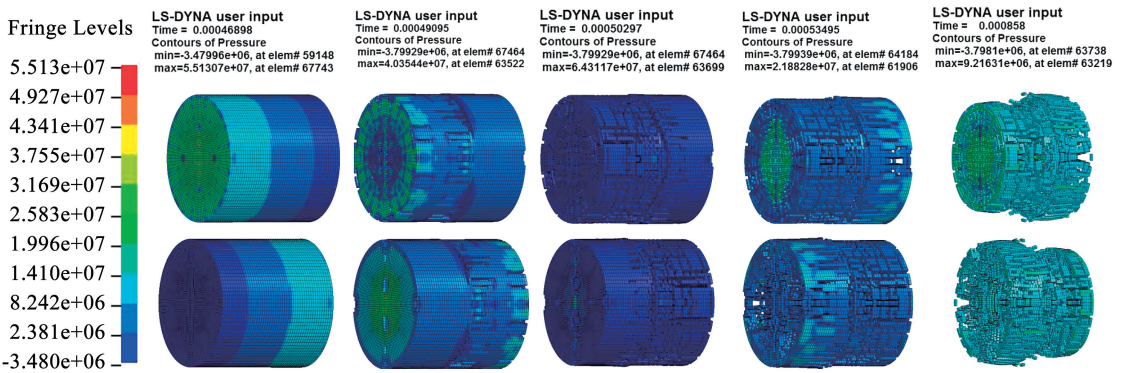 Fringe Levels
5.513e+07
4.927e+07
4.341e+07
3.755e+07
3.169e+07
2.583e+07
1.996e+07
1.410e+07
8.242e+06
2.381e+06
-3.480e+06
LS-DYNA user input
Time = 0.00046898
Contours of Pressure
min=-3.47996e+06, at elem# 59148
max=5.51307e+07, at elem# 67743
LS-DYNA user input
Time = 0.00049095
Contours of Pressure
min=-3.79929e+06, at elem# 67464
max=4.03544e+07, at elem# 63522
LS-DYNA user input
Time = 0.00050297
Contours of Pressure
min=-3.79929e+06, at elem# 67464
max=6.43117e+07, at elem# 63699
LS-DYNA user input
Time = 0.00053495
Contours of Pressure
min=-3.79939e+06, at elem# 64184
max=2.18828e+07, at elem# 61906
LS-DYNA user input
Time = 0.000858
Contours of Pressure
min=-3.7981e+06, at elem# 63738
max=9.21631e+06, at elem# 63219